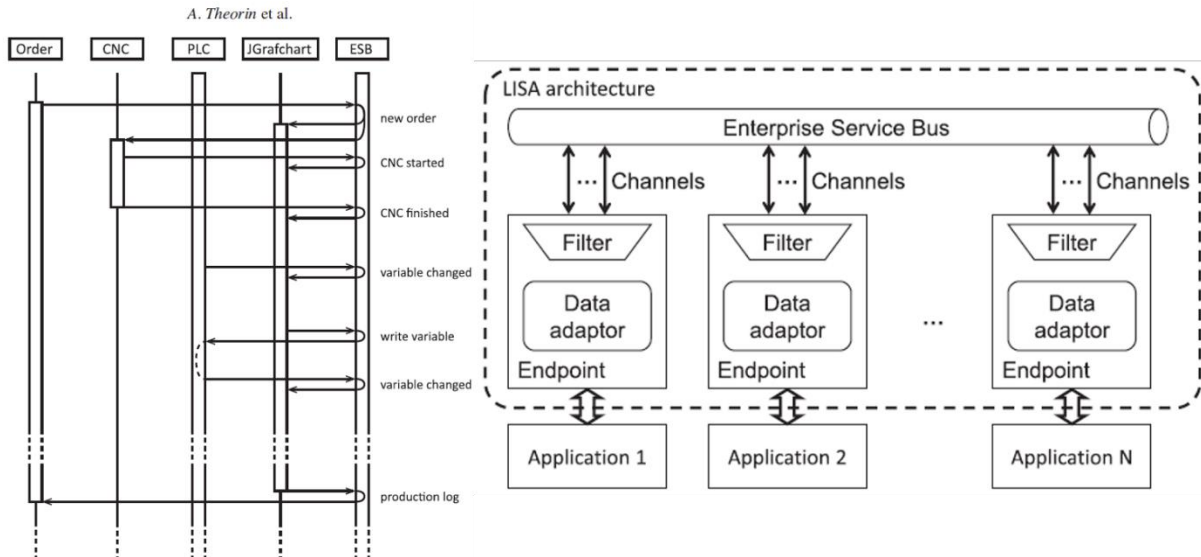 A. Theorin et al.
Order
CNC
PLC
JGrafchart
ESB
new order
CNC started
CNC finished
variable changed
write variable
variable changed
production log
LISA architecture
Enterprise Service Bus
... Channels
... Channels
... Channels
Filter
Filter
Filter
Data
adaptor
Data
adaptor
...
Data
adaptor
Endpoint
Endpoint
Endpoint
Application 1
Application 2
Application N